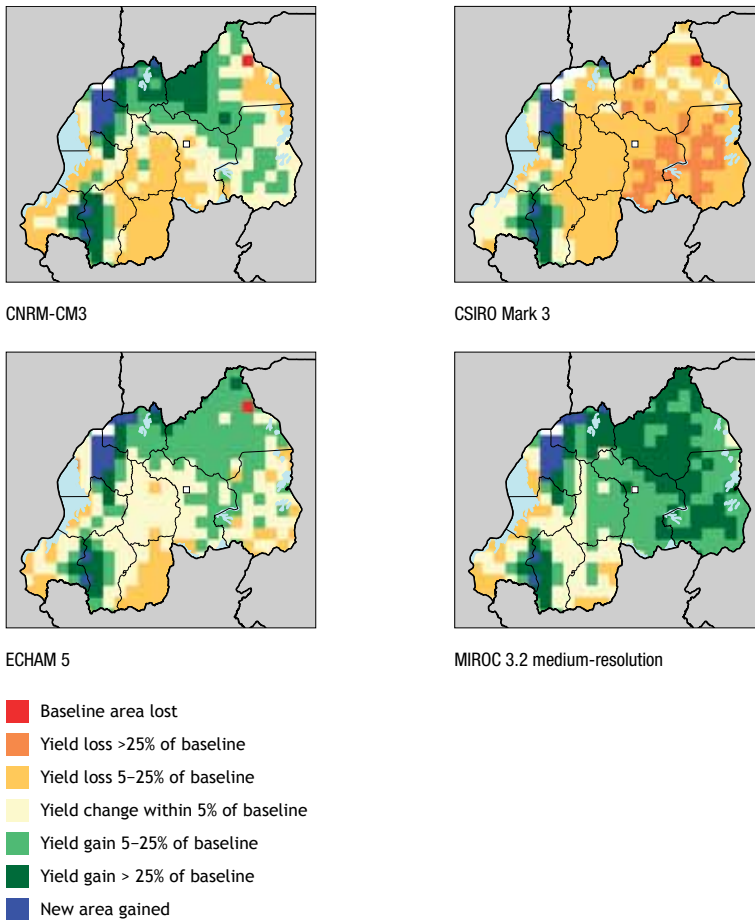 CNRM-CM3
CSIRO Mark 3
ECHAM 5
MIROC 3.2 medium-resolution
Baseline area lost
Yield loss >25% of baseline
Yield loss 5–25% of baseline
Yield change within 5% of baseline
Yield gain 5–25% of baseline
Yield gain > 25% of baseline
New area gained